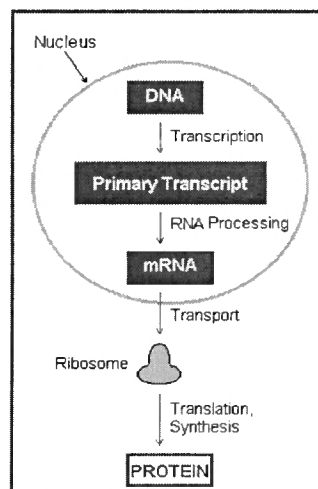 Nucleus
DNA
Transcription
Primary Transcript
RNA Processing
mRNA
Transport
Ribosome
Translation,
Synthesis
PROTEIN